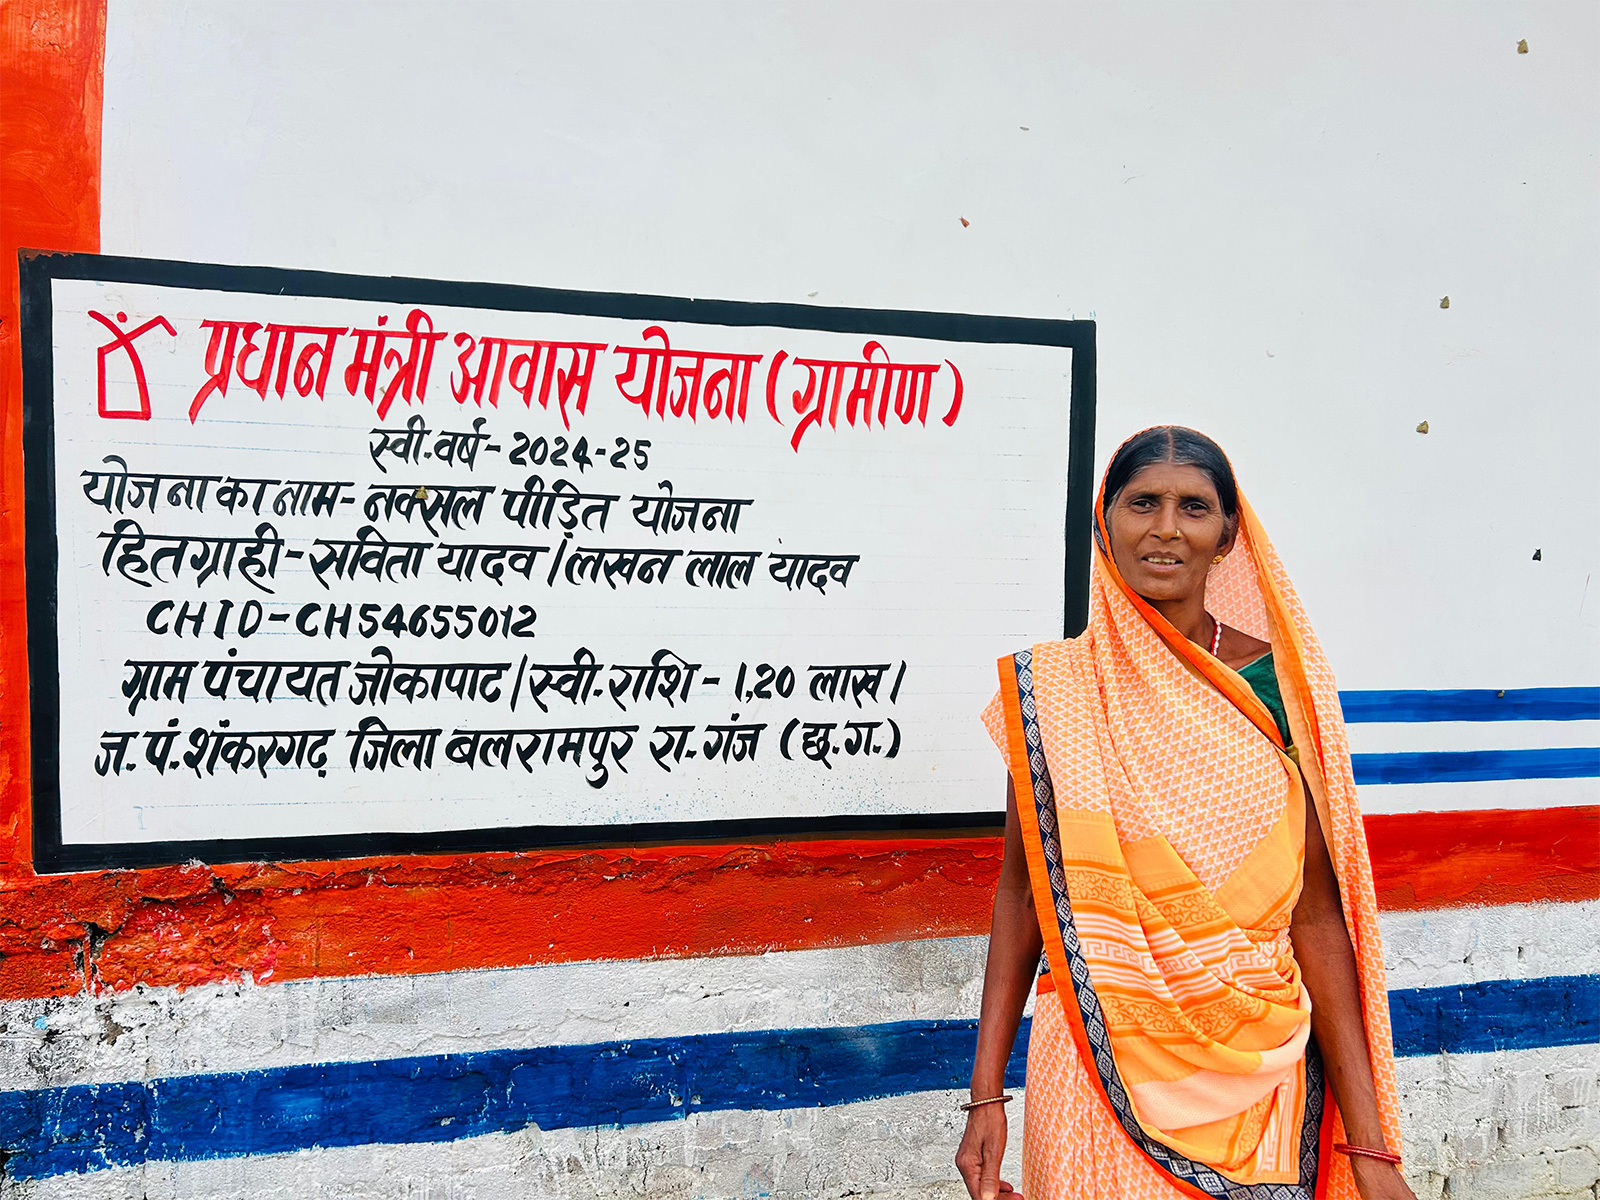 प्रधान मंत्री आवास योजना (ग्रामीण)
स्वी.वर्ष-2024-25
योजना का नाम-नक्सल पीड़ित योजना
हितग्राही-सविता यादव/लखन लाल यादव
CHID-CH54655012
ग्राम पंचायत जोकापाट/स्वी.राशि-1,20 लाख/
ज.पं.शंकरगढ़ जिला बलरामपुर रा.गंज (छ.ग.)